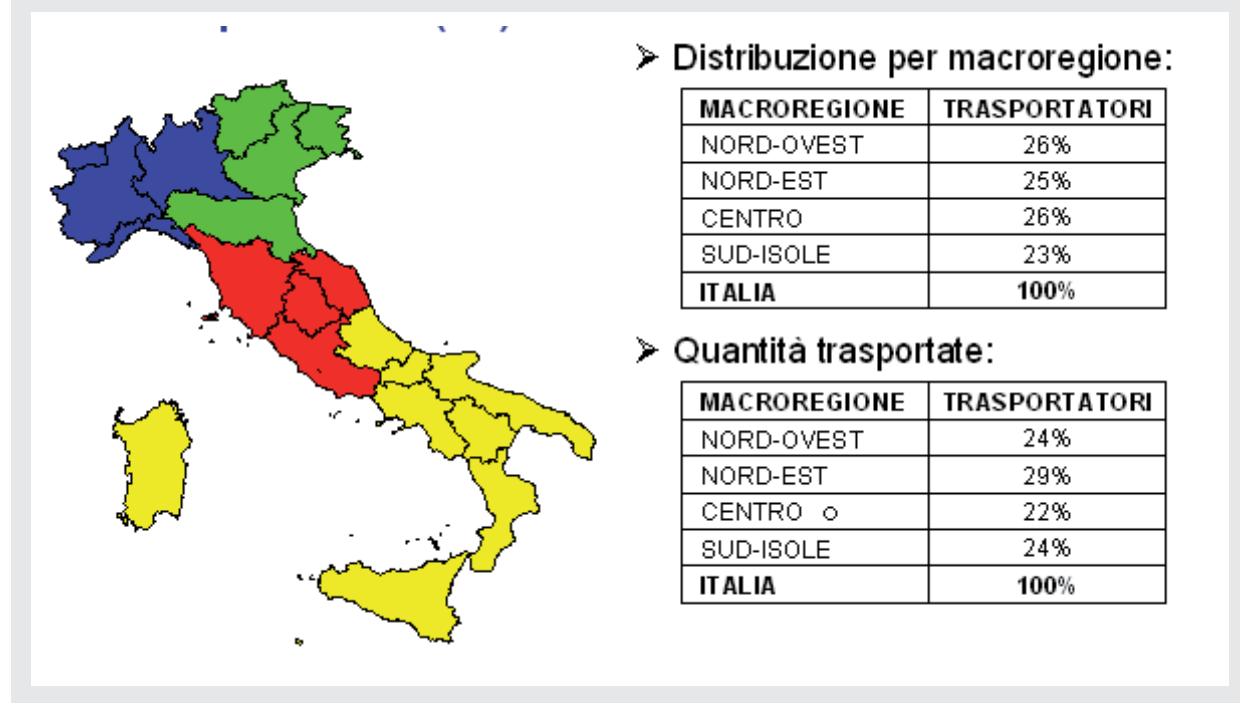 ➢ Distribuzione per macroregione:
MACROREGIONE TRASPORTATORI
NORD-OVEST 26%
NORD-EST 25%
CENTRO 26%
SUD-ISOLE 23%
ITALIA 100%
➢ Quantità trasportate:
MACROREGIONE TRASPORTATORI
NORD-OVEST 24%
NORD-EST 29%
CENTRO o 22%
SUD-ISOLE 24%
ITALIA 100%